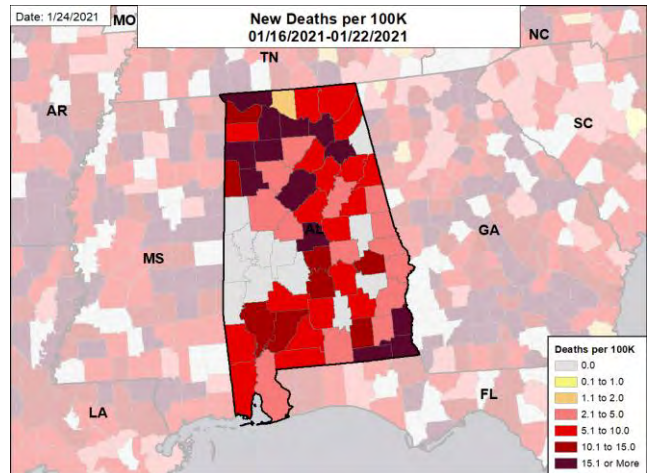 Date: 1/24/2021
New Deaths per 100K
01/16/2021-01/22/2021
MO
NC
TN
AR
SC
AL
GA
MS
LA
FL
Deaths per 100K
0.0
0.1 to 1.0
1.1 to 2.0
2.1 to 5.0
5.1 to 10.0
10.1 to 15.0
15.1 or More